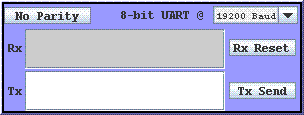 No Parity 8-bit UART @ 19200 Baud
Rx Rx Reset
Tx Tx Send